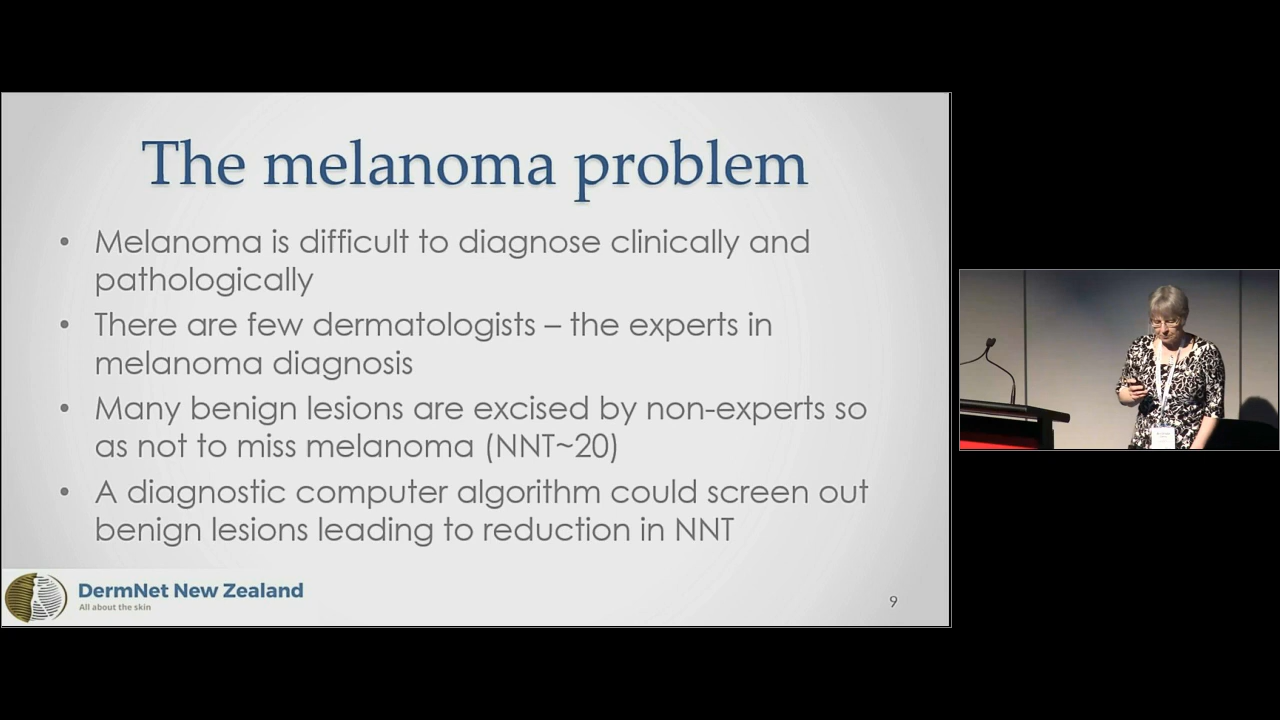 The melanoma problem
• Melanoma is difficult to diagnose clinically and
pathologically
• There are few dermatologists – the experts in
melanoma diagnosis
• Many benign lesions are excised by non-experts so
as not to miss melanoma (NNT~20)
• A diagnostic computer algorithm could screen out
benign lesions leading to reduction in NNT
DermNet New Zealand
All about the skin
9